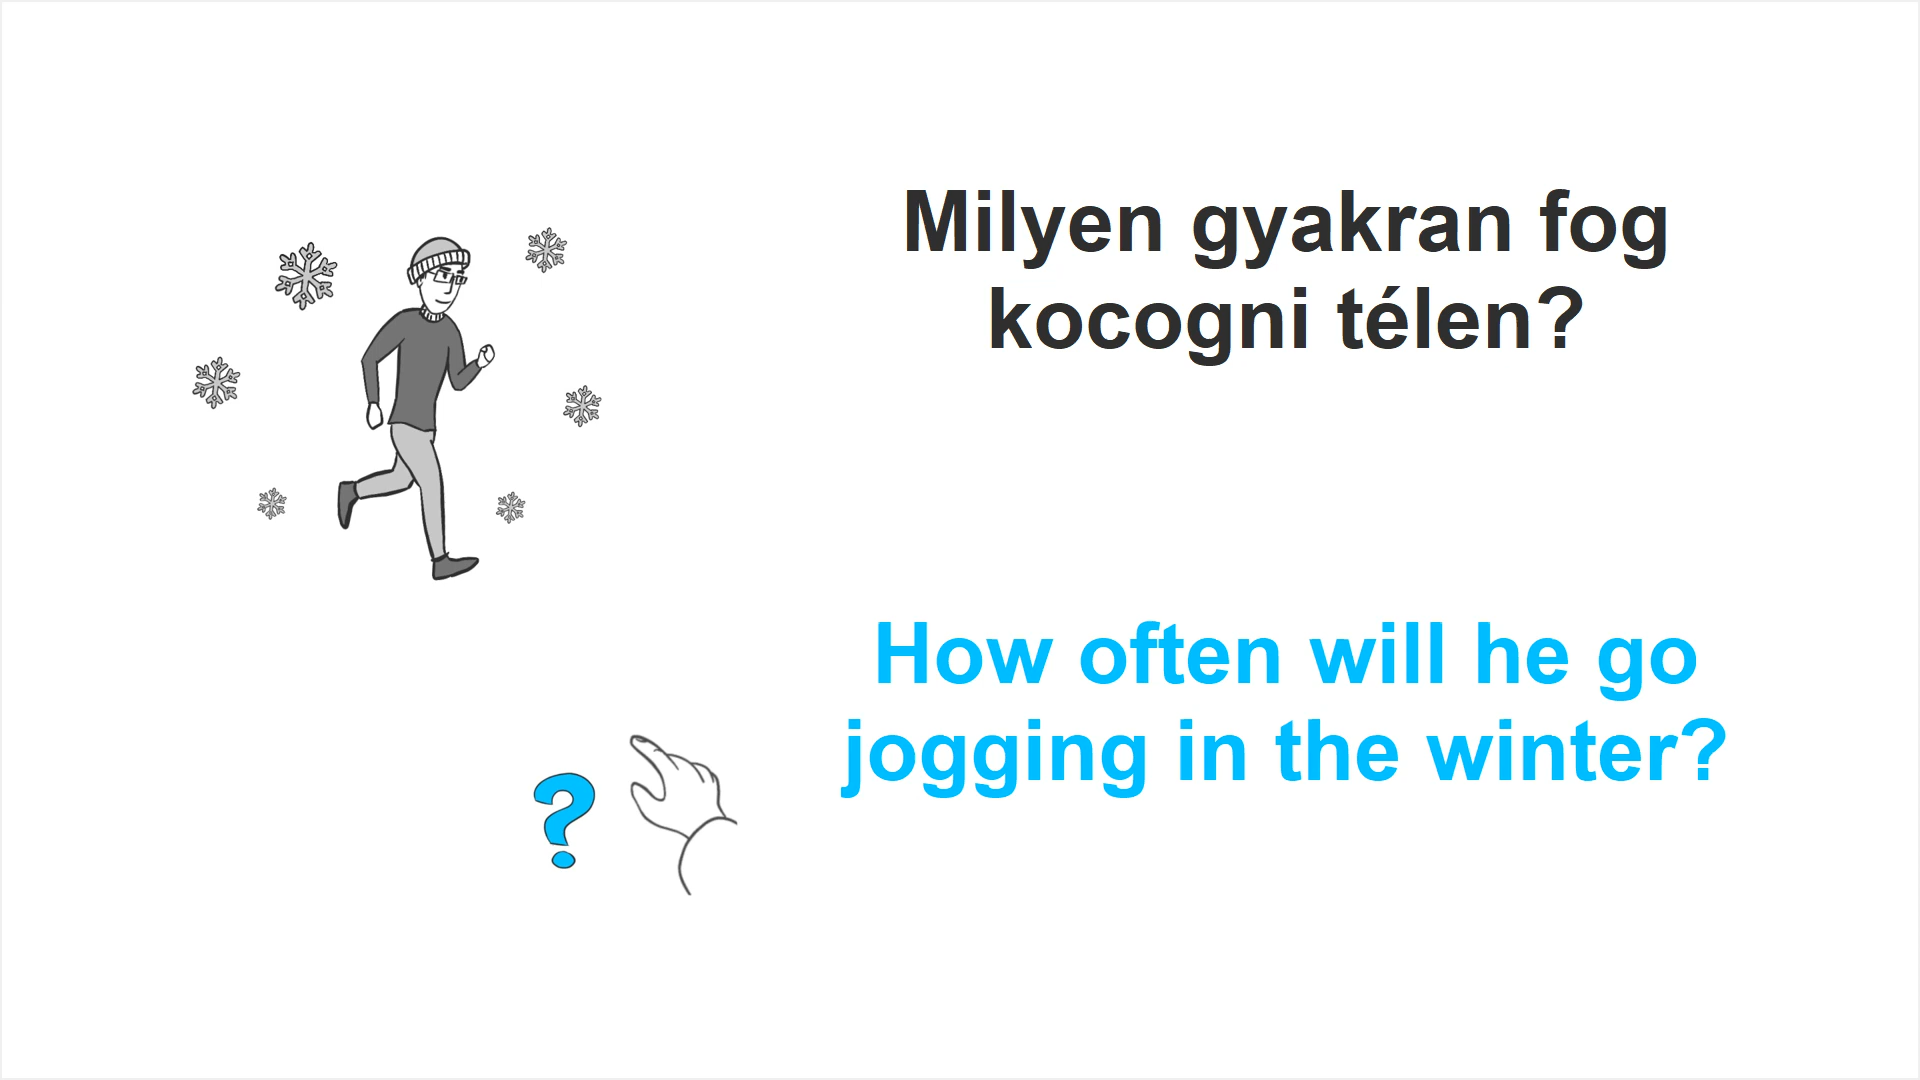 Milyen gyakran fog
kocogni télen?
How often will he go
jogging in the winter?
?